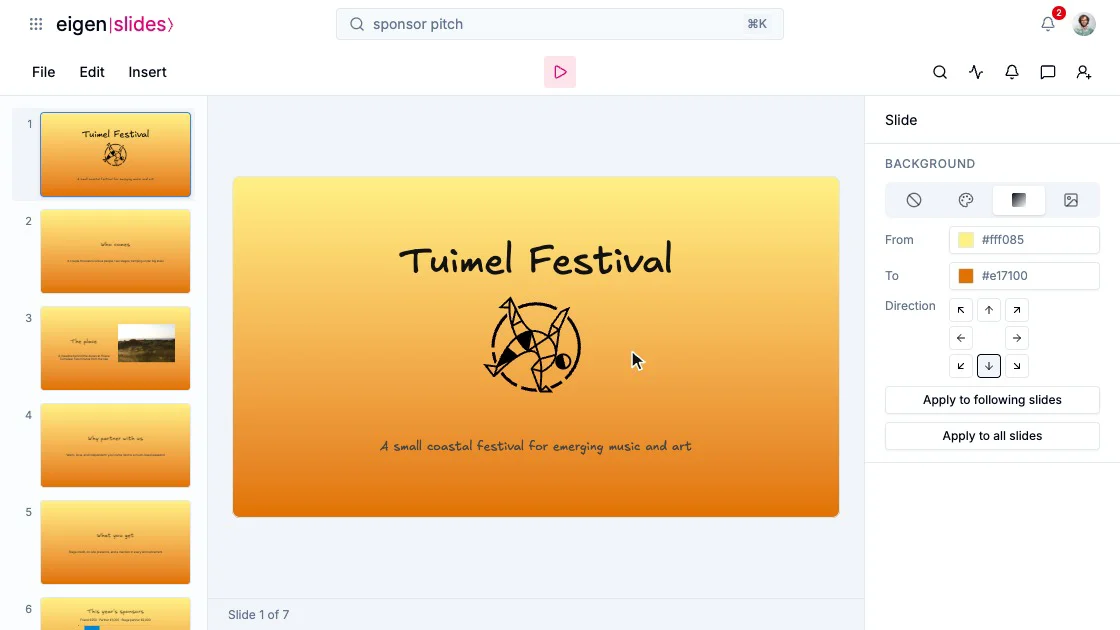 eigen|slides⟩
sponsor pitch
⌘K
2
File
Edit
Insert
1
Tuimel Festival
2
Who comes
3
The place
4
Why partner with us
5
What you get
6
This year's sponsors
Tuimel Festival
A small coastal festival for emerging music and art
Slide 1 of 7
Slide
BACKGROUND
From
#fff085
To
#e17100
Direction
Apply to following slides
Apply to all slides